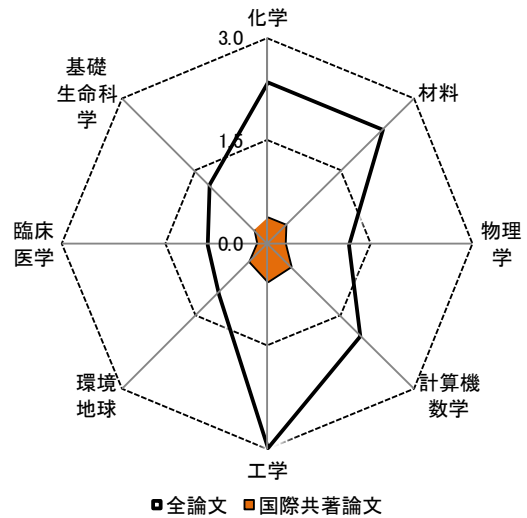 化学
3.0
基礎
生命科
学
材料
1.5
臨床
医学
0.0
物理
学
環境
地球
計算機
数学
工学
全論文 国際共著論文